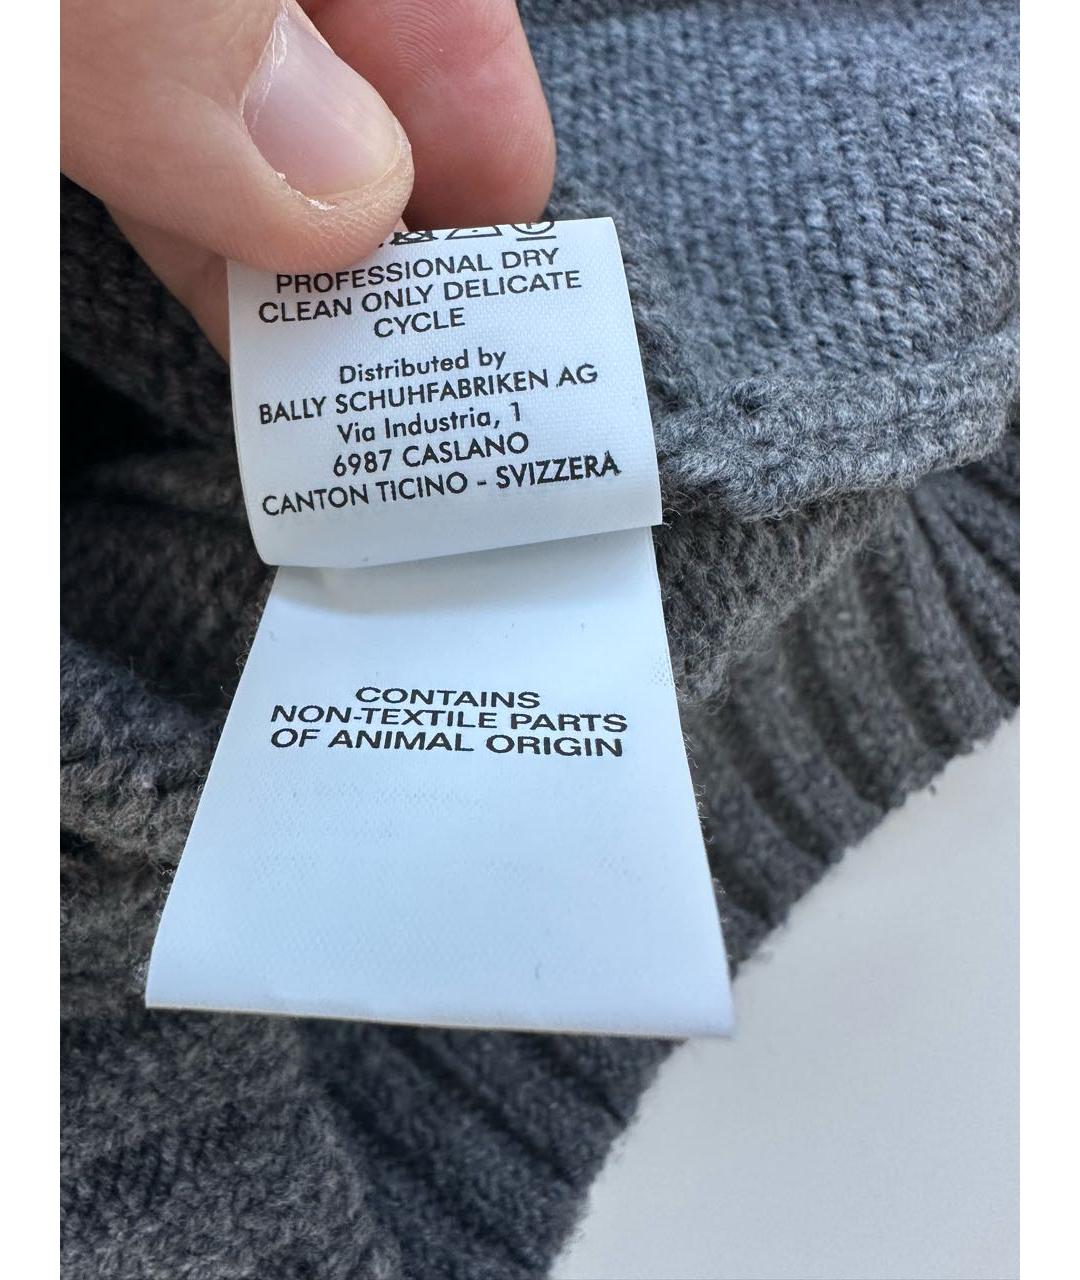 PROFESSIONAL DRY
CLEAN ONLY DELICATE
CYCLE
Distributed by
BALLY SCHUHFABRIKEN AG
Via Industria, 1
6987 CASLANO
CANTON TICINO - SVIZZERA
CONTAINS
NON-TEXTILE PARTS
OF ANIMAL ORIGIN